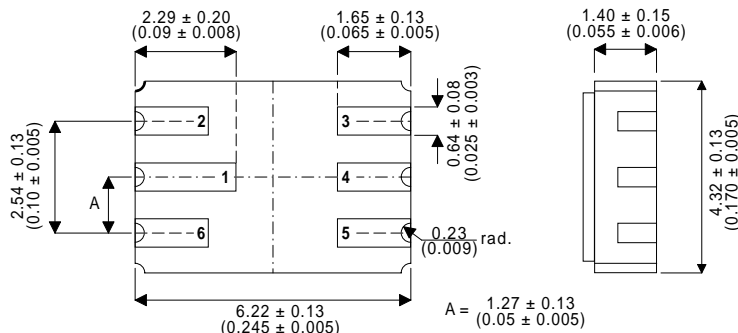 2.29 ± 0.20
(0.09 ± 0.008)
1.65 ± 0.13
(0.065 ± 0.005)
1.40 ± 0.15
(0.055 ± 0.006)
2
3
0.64 ± 0.08
(0.025 ± 0.003)
2.54 ± 0.13
(0.10 ± 0.005)
A
1
4
4.32 ± 0.13
(0.170 ± 0.005)
6
5
0.23
(0.009)
rad.
6.22 ± 0.13
(0.245 ± 0.005)
A = 1.27 ± 0.13
(0.05 ± 0.005)